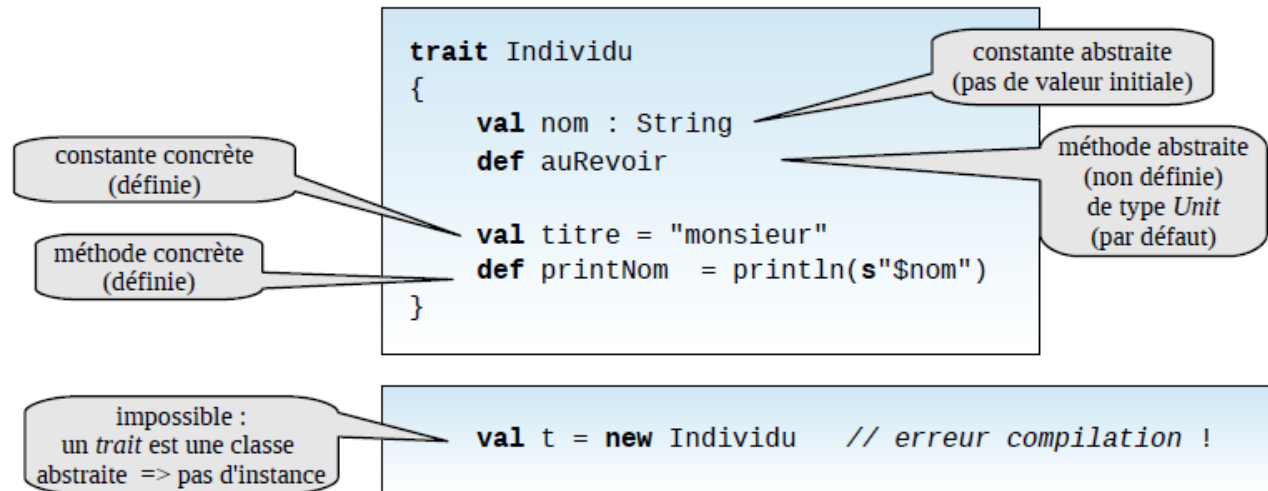 trait Individu
{
val nom : String
def auRevoir
val titre = "monsieur"
def printNom  = println(s"$nom")
}
constante abstraite
(pas de valeur initiale)
méthode abstraite
(non définie)
de type Unit
(par défaut)
constante concrète
(définie)
méthode concrète
(définie)
impossible :
un trait est une classe
abstraite  => pas d'instance
val t = new Individu   // erreur compilation !